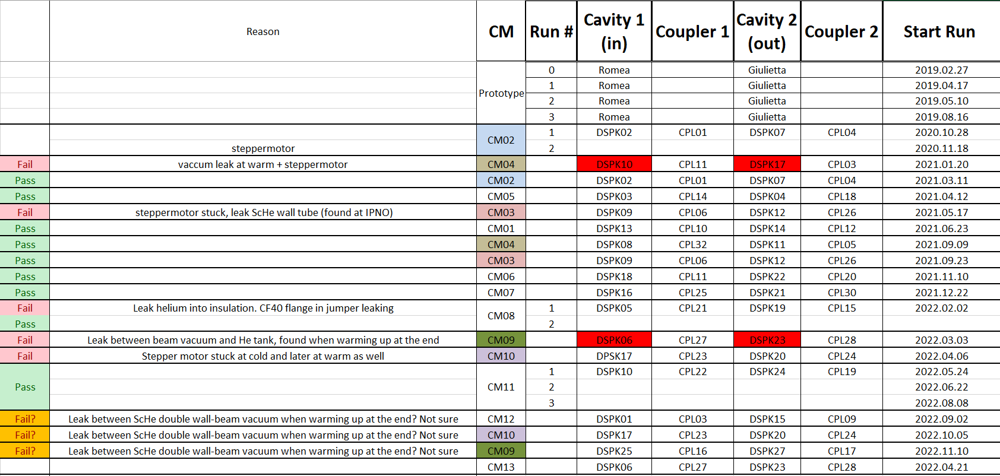 Reason CM Run # Cavity 1 (in) Coupler 1 Cavity 2 (out) Coupler 2 Start Run
Prototype 0 Romea Giulietta 2019.02.27
1 Romea Giulietta 2019.04.17
2 Romea Giulietta 2019.05.10
3 Romea Giulietta 2019.08.16
CM02 1 DSPK02 CPL01 DSPK07 CPL04 2020.10.28
steppermotor 2 2020.11.18
Fail vaccum leak at warm + steppermotor CM04 DSPK10 CPL11 DSPK17 CPL03 2021.01.20
Pass CM02 DSPK02 CPL01 DSPK07 CPL04 2021.03.11
Pass CM05 DSPK03 CPL14 DSPK04 CPL18 2021.04.12
Fail steppermotor stuck, leak ScHe wall tube (found at IPNO) CM03 DSPK09 CPL06 DSPK12 CPL26 2021.05.17
Pass CM01 DSPK13 CPL10 DSPK14 CPL12 2021.06.23
Pass CM04 DSPK08 CPL32 DSPK11 CPL05 2021.09.09
Pass CM03 DSPK09 CPL06 DSPK12 CPL26 2021.09.23
Pass CM06 DSPK18 CPL11 DSPK22 CPL20 2021.11.10
Pass CM07 DSPK16 CPL25 DSPK21 CPL30 2021.12.22
Fail Leak helium into insulation. CF40 flange in jumper leaking CM08 1 DSPK05 CPL21 DSPK19 CPL15 2022.02.02
Pass 2
Fail Leak between beam vacuum and He tank, found when warming up at the end CM09 DSPK06 CPL27 DSPK23 CPL28 2022.03.03
Fail Stepper motor stuck at cold and later at warm as well CM10 DPSK17 CPL23 DSPK20 CPL24 2022.04.06
1 DSPK10 CPL22 DSPK24 CPL19 2022.05.24
Pass CM11 2 2022.06.22
3 2022.08.08
Fail? Leak between ScHe double wall-beam vacuum when warming up at the end? Not sure CM12 DSPK01 CPL03 DSPK15 CPL09 2022.09.02
Fail? Leak between ScHe double wall-beam vacuum when warming up at the end? Not sure CM10 DSPK17 CPL23 DSPK20 CPL24 2022.10.05
Fail? Leak between ScHe double wall-beam vacuum when warming up at the end? Not sure CM09 DSPK25 CPL16 DSPK27 CPL17 2022.11.10
CM13 DSPK06 CPL27 DSPK23 CPL28 2022.04.21